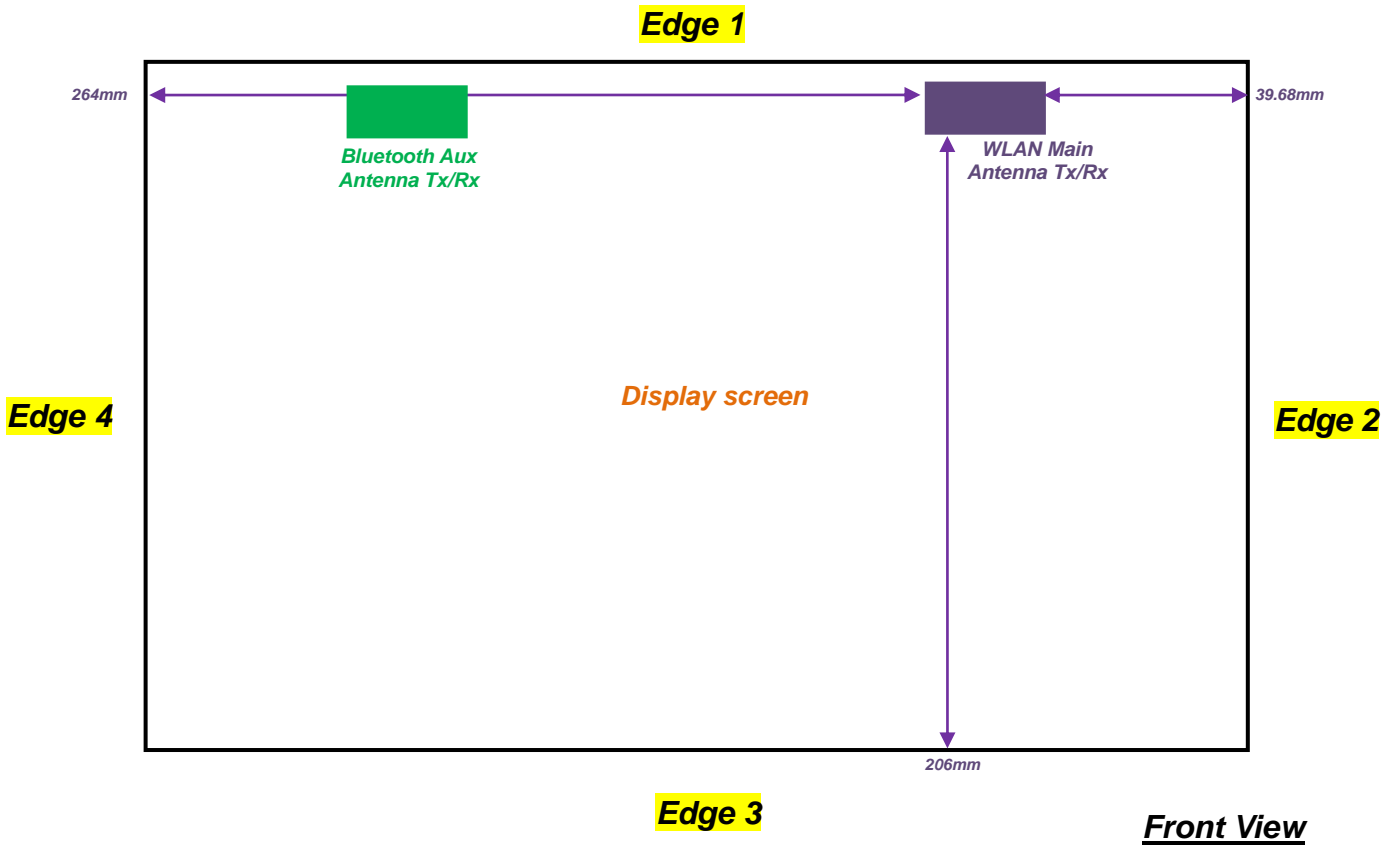 Edge 1
264mm
39.68mm
Bluetooth Aux
Antenna Tx/Rx
WLAN Main
Antenna Tx/Rx
Display screen
Edge 4
Edge 2
206mm
Edge 3
Front View